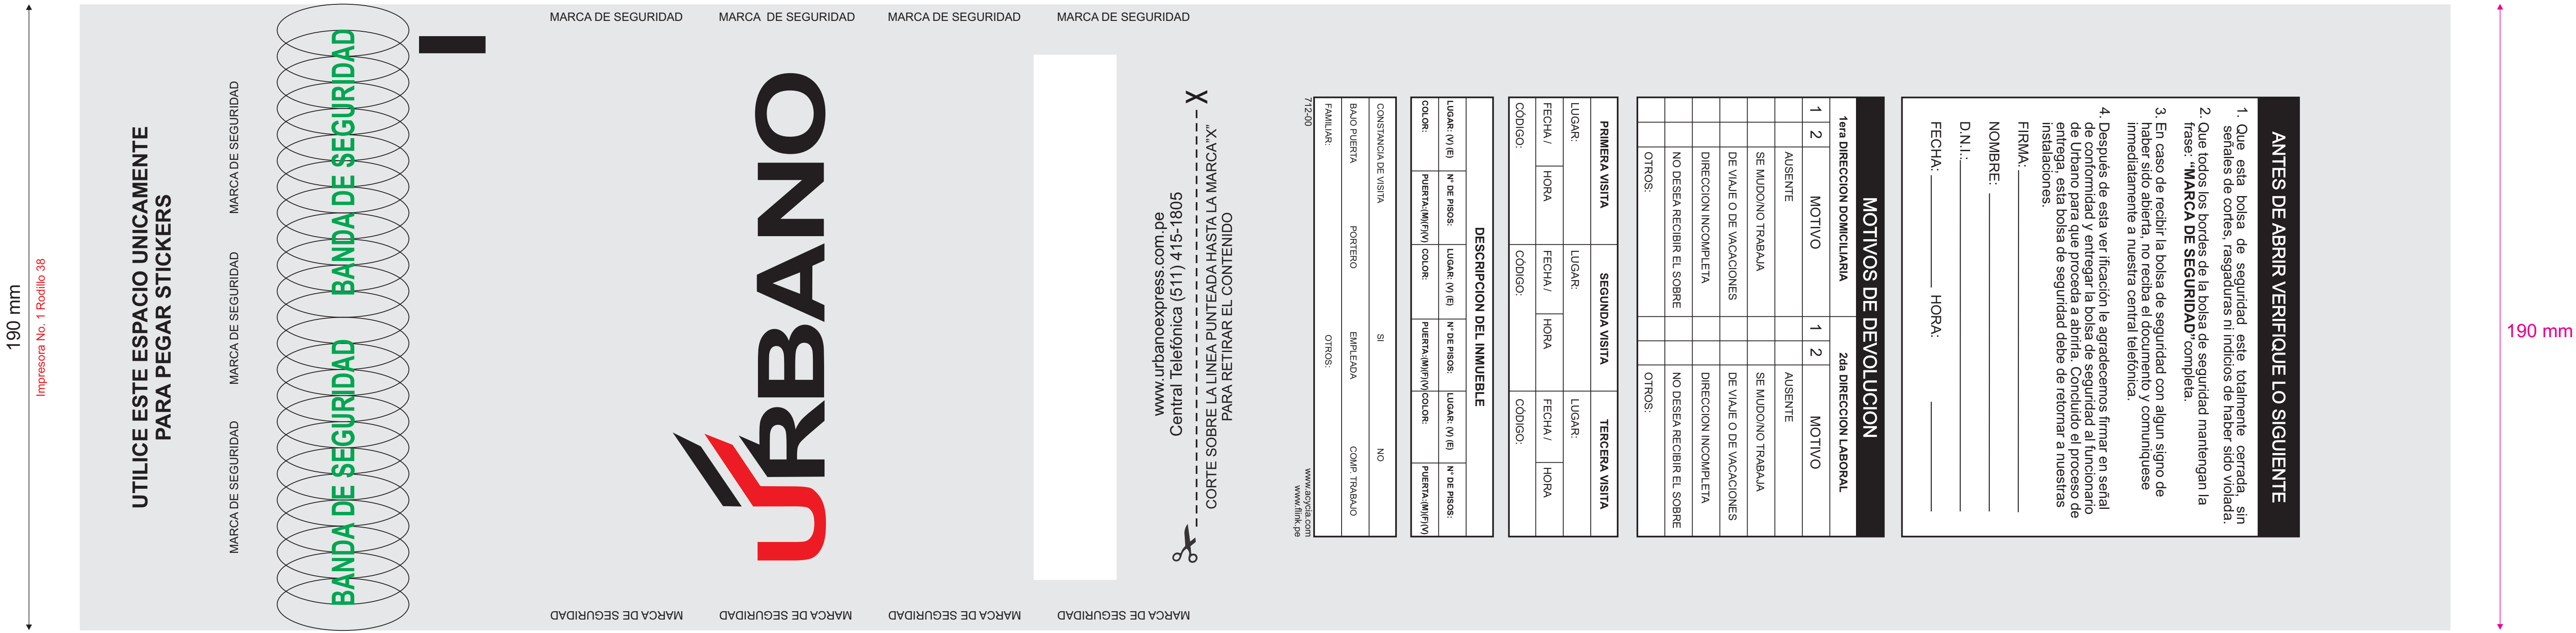 190 mm
Impresora No. 1 Rodillo 38
UTILICE ESTE ESPACIO UNICAMENTE
PARA PEGAR STICKERS
MARCA DE SEGURIDAD
MARCA DE SEGURIDAD
MARCA DE SEGURIDAD
BANDA DE SEGURIDAD
BANDA DE SEGURIDAD
MARCA DE SEGURIDAD
MARCA DE SEGURIDAD
MARCA DE SEGURIDAD
MARCA DE SEGURIDAD
URBANO
MARCA DE SEGURIDAD
MARCA DE SEGURIDAD
MARCA DE SEGURIDAD
MARCA DE SEGURIDAD
www.urbanoexpress.com.pe
Central Telefónica (511) 415-1805
X
CORTE SOBRE LA LINEA PUNTEADA HASTA LA MARCA"X"
PARA RETIRAR EL CONTENIDO
ANTES DE ABRIR VERIFIQUE LO SIGUIENTE
1. Que esta bolsa de seguridad este totalmente cerrada, sin
señales de cortes, rasgaduras ni indicios de haber sido violada.
2. Que todos los bordes de la bolsa de seguridad mantengan la
frase: "MARCA DE SEGURIDAD"completa.
3. En caso de recibir la bolsa de seguridad con algun signo de
haber sido abierta, no reciba el documento y comuniquese
inmediatamente a nuestra central telefónica.
4. Después de esta ver ificación le agradecemos firmar en señal
de conformidad y entregar la bolsa de seguridad al funcionario
de Urbano para que proceda a abrirla. Concluido el proceso de
entrega, esta bolsa de seguridad debe de retornar a nuestras
instalaciones.
FIRMA:
NOMBRE:
D.N.I.:
FECHA: HORA:
MOTIVOS DE DEVOLUCION
1era DIRECCION DOMICILIARIA 2da DIRECCION LABORAL
1 2 MOTIVO 1 2 MOTIVO
AUSENTE AUSENTE
SE MUDO/NO TRABAJA SE MUDO/NO TRABAJA
DE VIAJE O DE VACACIONES DE VIAJE O DE VACACIONES
DIRECCION INCOMPLETA DIRECCION INCOMPLETA
NO DESEA RECIBIR EL SOBRE NO DESEA RECIBIR EL SOBRE
OTROS: OTROS:
PRIMERA VISITA SEGUNDA VISITA TERCERA VISITA
LUGAR: LUGAR: LUGAR:
FECHA / HORA FECHA / HORA FECHA / HORA
CÓDIGO: CÓDIGO: CÓDIGO:
DESCRIPCION DEL INMUEBLE
LUGAR: (V) (E) N° DE PISOS: LUGAR: (V) (E) N° DE PISOS: LUGAR: (V) (E) N° DE PISOS:
COLOR: PUERTA:(M)(F)(V) COLOR: PUERTA:(M)(F)(V) COLOR: PUERTA:(M)(F)(V)
CONSTANCIA DE VISITA SI NO
BAJO PUERTA PORTERO EMPLEADA COMP. TRABAJO
FAMILIAR: OTROS:
712-00 www.acycia.com
www.flink.pe
190 mm